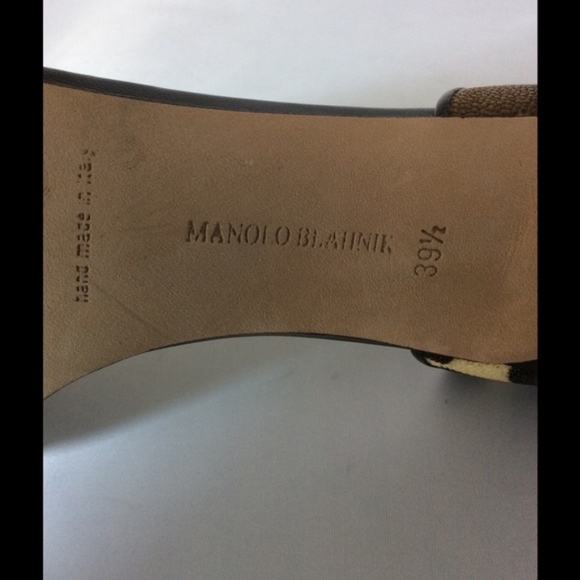 hand made in italy
MANOLO BLAHNIK
39½